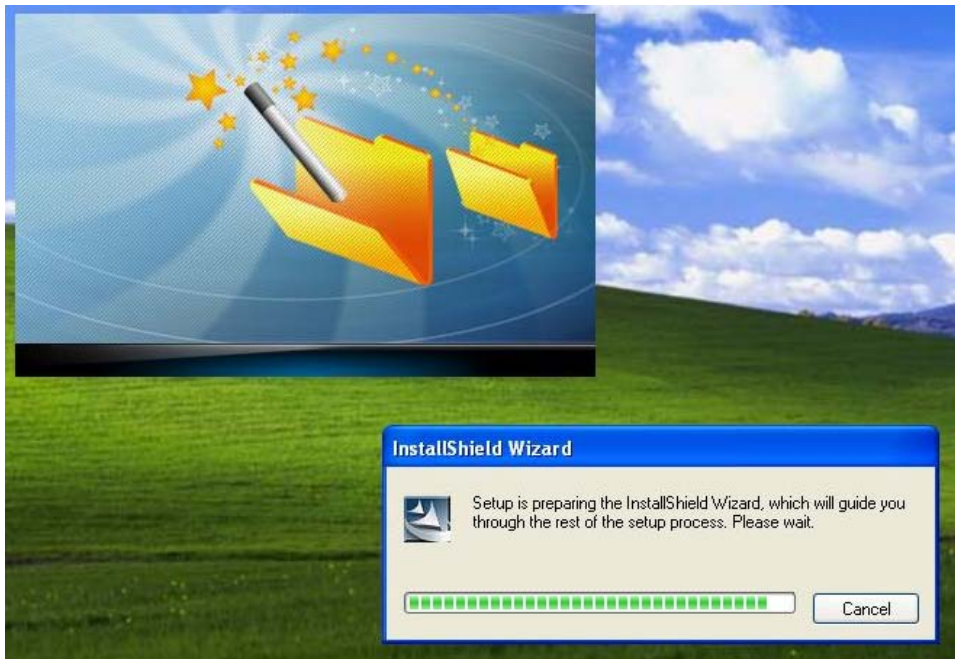 InstallShield Wizard
Setup is preparing the InstallShield Wizard, which will guide you
through the rest of the setup process. Please wait.
Cancel